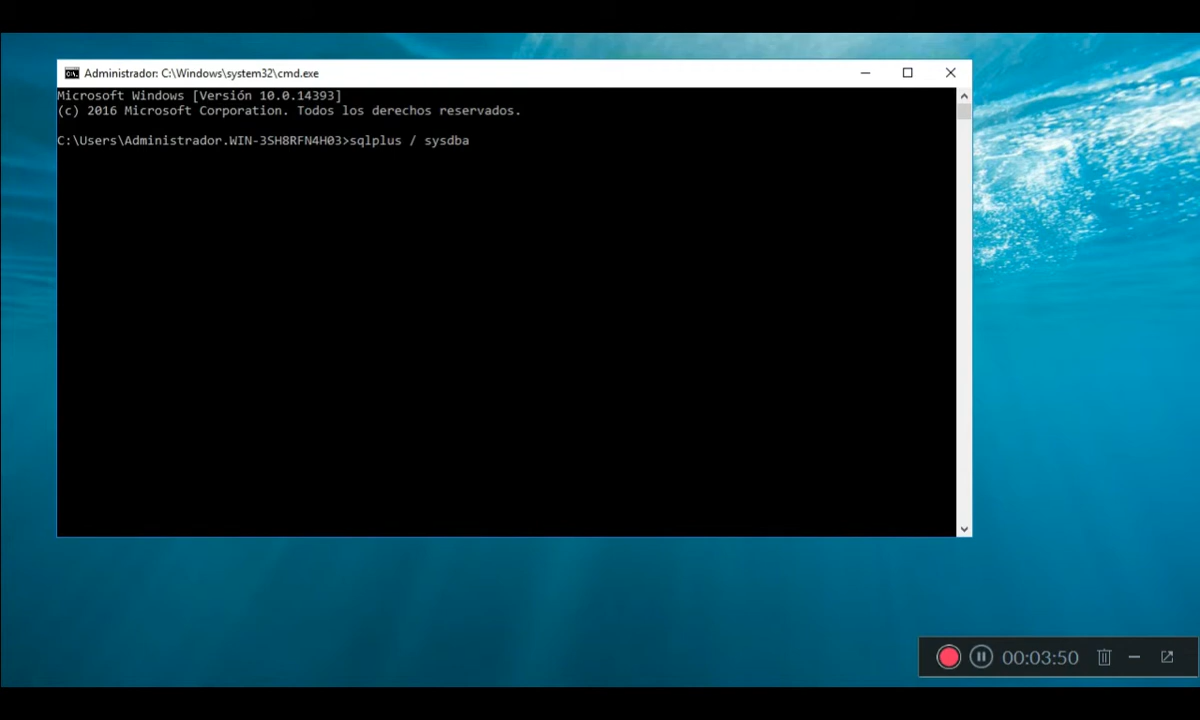 Administrador: C:\Windows\system32\cmd.exe
Microsoft Windows [Versión 10.0.14393]
(c) 2016 Microsoft Corporation. Todos los derechos reservados.
C:\Users\Administrador.WIN-3SH8RFN4H03>sqlplus / sysdba
00:03:50